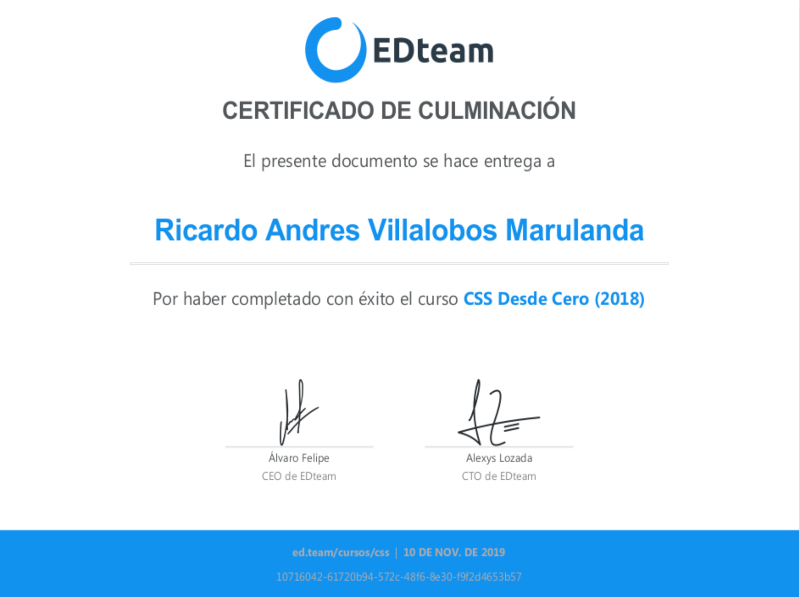 EDteam
CERTIFICADO DE CULMINACIÓN
El presente documento se hace entrega a
Ricardo Andres Villalobos Marulanda
Por haber completado con éxito el curso CSS Desde Cero (2018)
Álvaro Felipe
CEO de EDteam
Alexys Lozada
CTO de EDteam
ed.team/cursos/css | 10 DE NOV. DE 2019
10716042-61720b94-572c-48f6-8e30-f9f2d4653b57